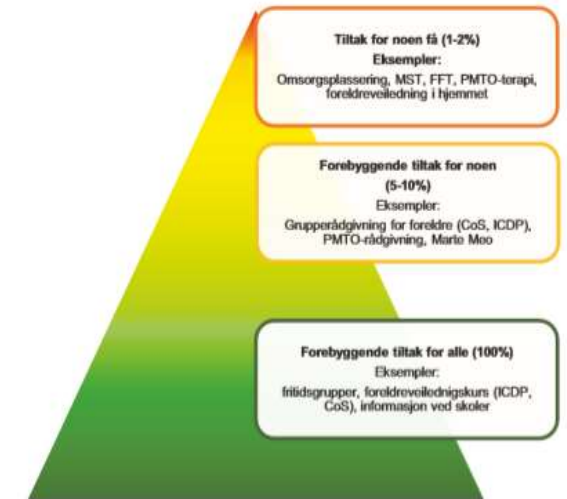 Tiltak for noen få (1-2%)
Eksempler:
Omsorgsplassering, MST, FFT, PMTO-terapi,
foreldreveiledning i hjemmet
Forebyggende tiltak for noen
(5-10%)
Eksempler:
Grupperådgivning for foreldre (CoS, ICDP),
PMTO-rådgivning, Marte Meo
Forebyggende tiltak for alle (100%)
Eksempler:
fritidsgrupper, foreldreveilednigskurs (ICDP,
CoS), informasjon ved skoler